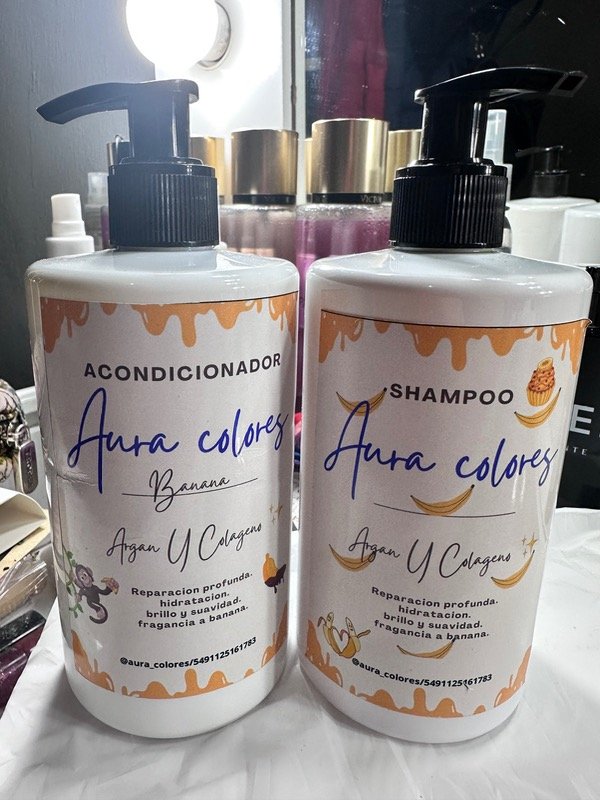 ACONDICIONADOR
Aura colores
Banana
Argan Y Colageno
Reparacion profunda.
hidratacion.
brillo y suavidad.
fragancia a banana.
@aura_colores/5491125161783
SHAMPOO
Aura colores
Argan Y Colageno
Reparacion profunda.
hidratacion.
brillo y suavidad.
fragancia a banana.
@aura_colores/5491125161783